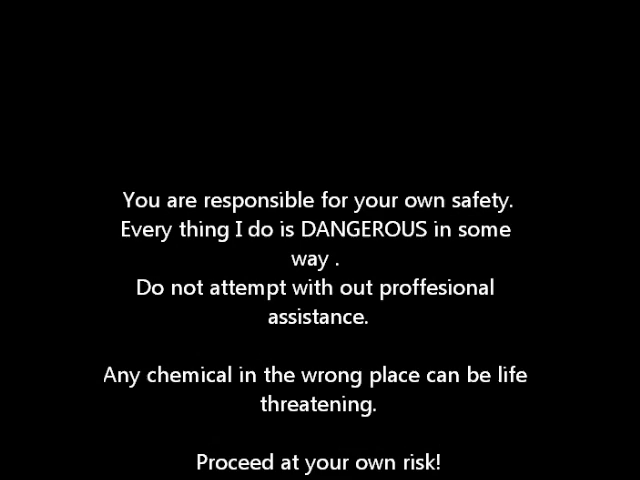 You are responsible for your own safety.
Every thing I do is DANGEROUS in some
way .
Do not attempt with out proffesional
assistance.
Any chemical in the wrong place can be life
threatening.
Proceed at your own risk!